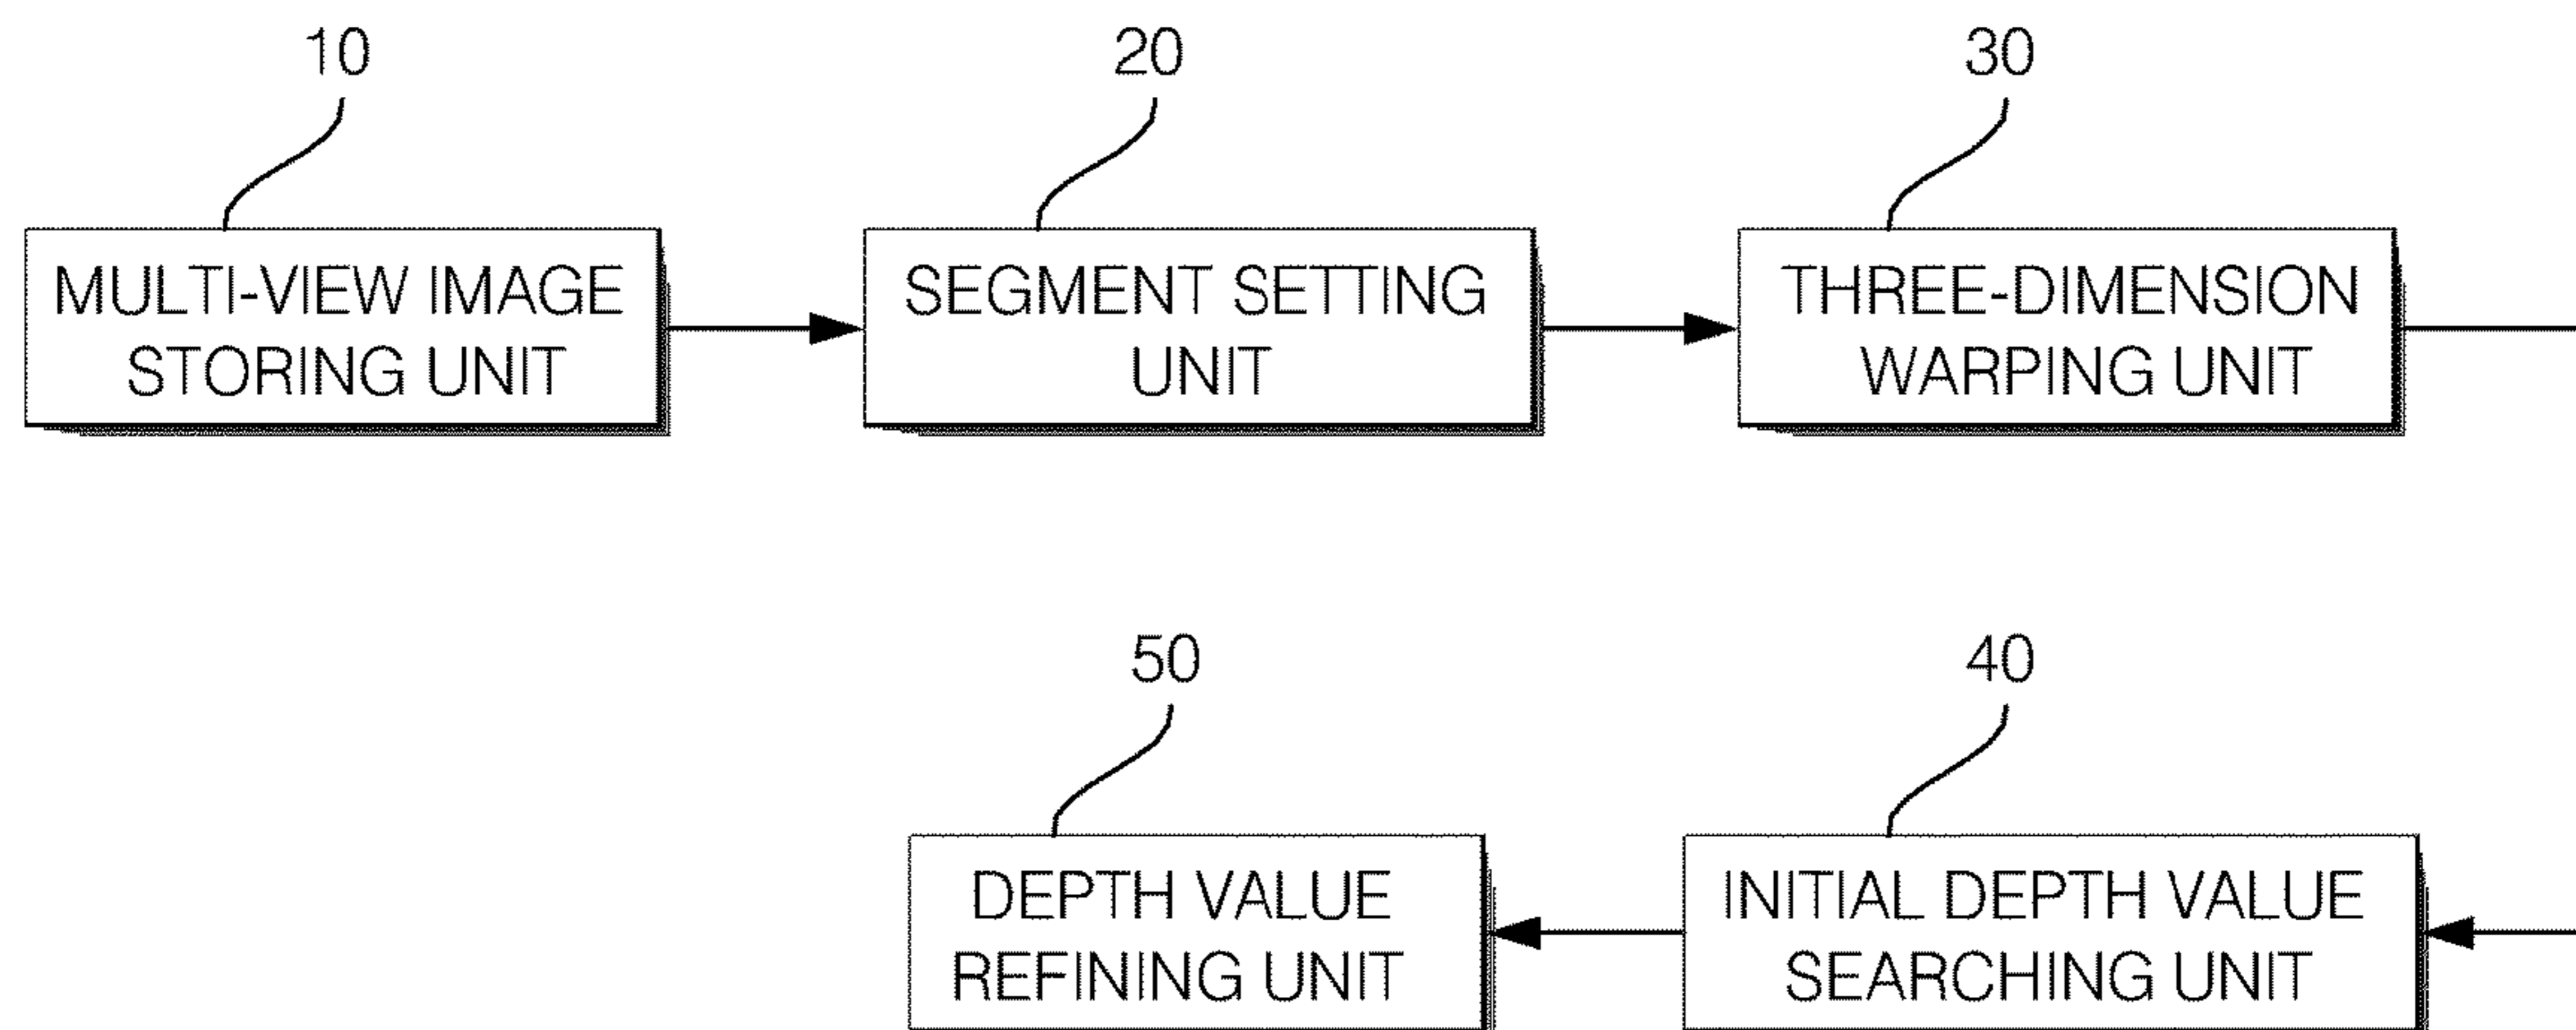 10
20
30
MULTI-VIEW IMAGE
STORING UNIT
SEGMENT SETTING
UNIT
THREE-DIMENSION
WARPING UNIT
50
40
DEPTH VALUE
REFINING UNIT
INITIAL DEPTH VALUE
SEARCHING UNIT